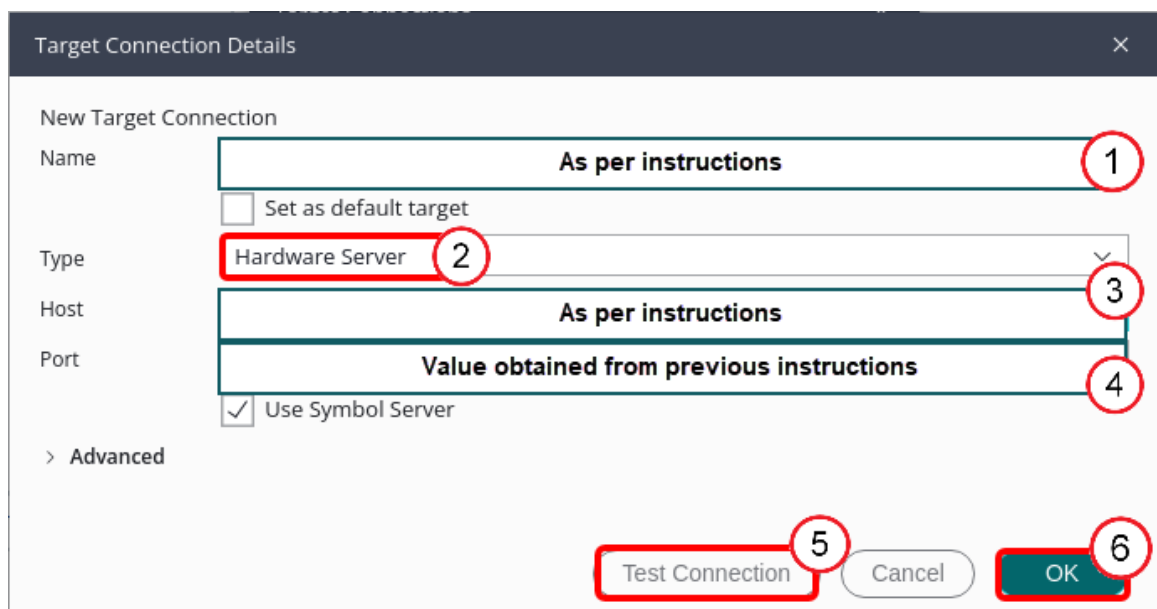 Target Connection Details
New Target Connection
Name As per instructions 1
Set as default target
Type Hardware Server 2
3
Host As per instructions
Port Value obtained from previous instructions 4
Use Symbol Server
Advanced
5 6
Test Connection Cancel OK